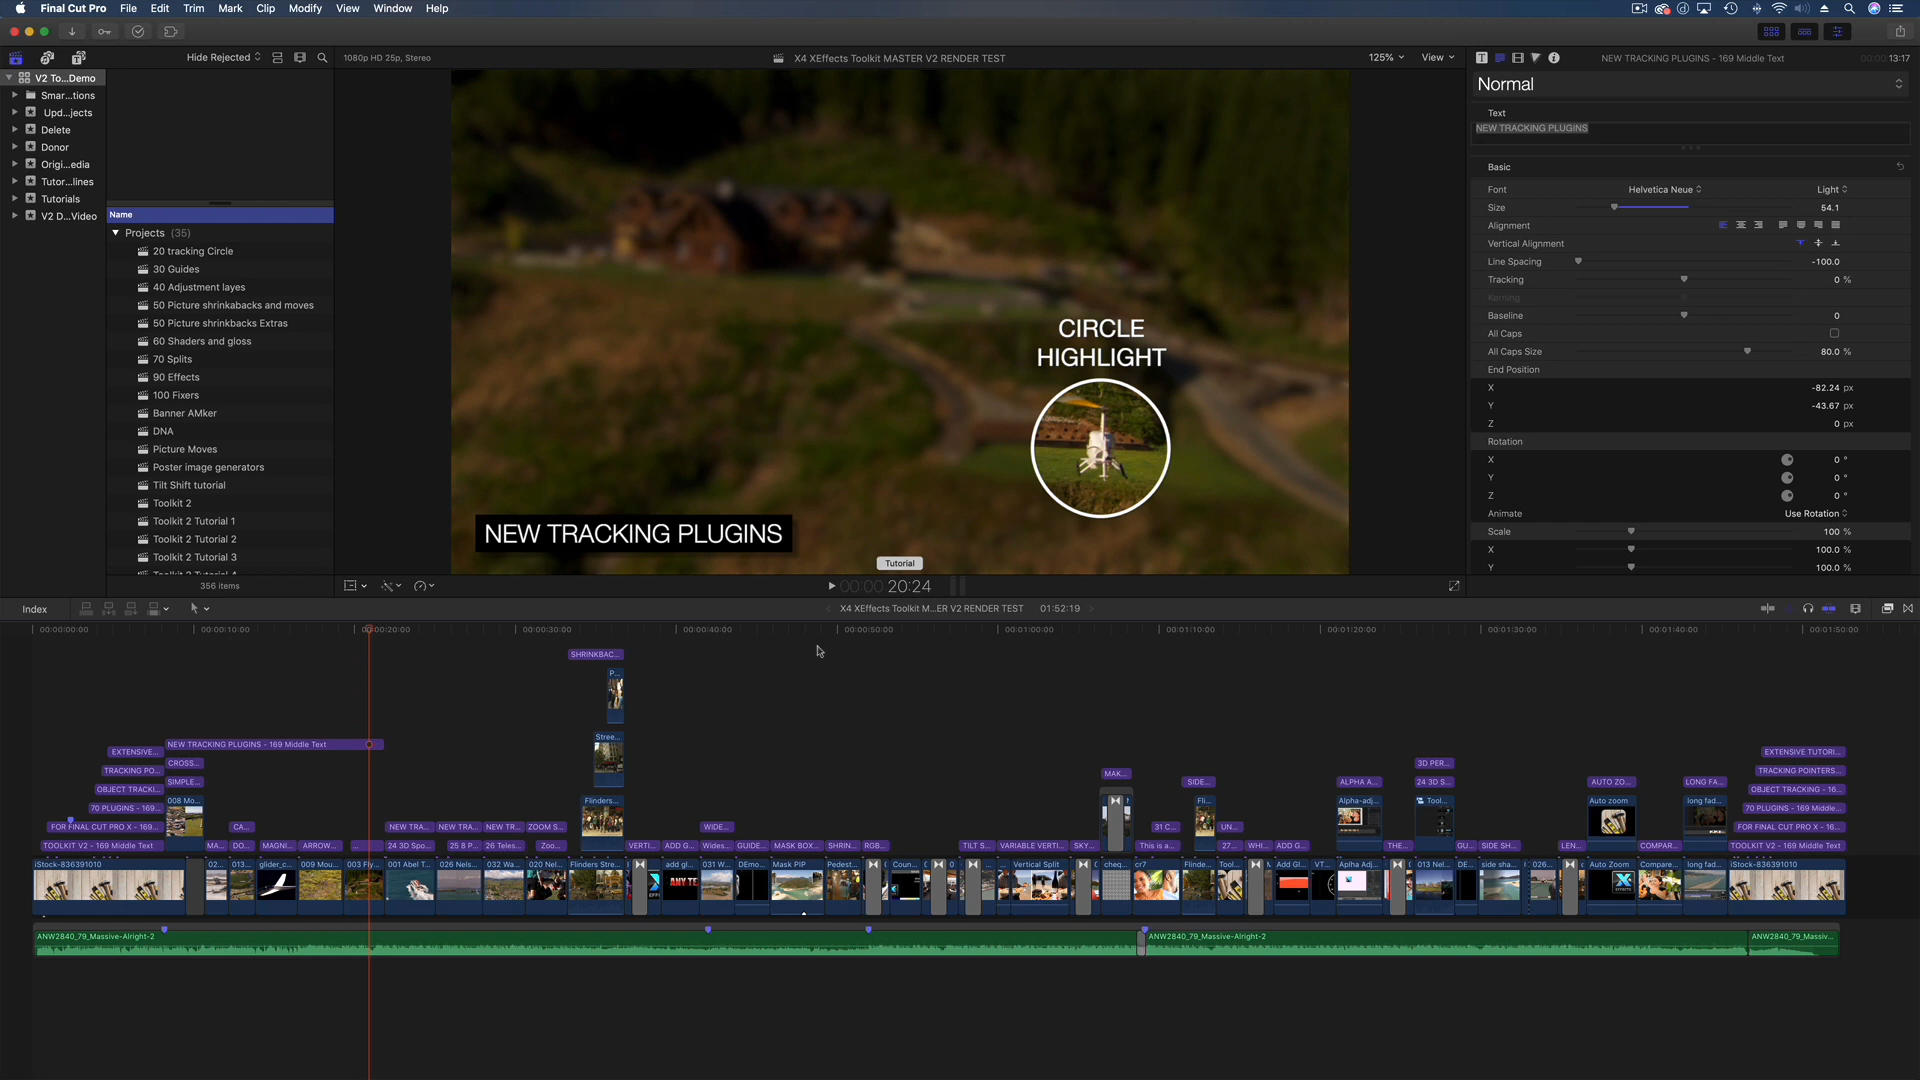 Final Cut Pro File Edit Trim Mark Clip Modify View Window Help
Hide Rejected
1080p HD 25p, Stereo
X4 XEffects Toolkit MASTER V2 RENDER TEST
125%
View
NEW TRACKING PLUGINS - 169 Middle Text
00:00:13:17
V2 To...Demo
Smar...tions
Upd...jects
Delete
Donor
Origi...edia
Tutor...lines
Tutorials
V2 D...Video
Name
Projects (35)
20 tracking Circle
30 Guides
40 Adjustment layes
50 Picture shrinkabacks and moves
50 Picture shrinkbacks Extras
60 Shaders and gloss
70 Splits
90 Effects
100 Fixers
Banner AMker
DNA
Picture Moves
Poster image generators
Tilt Shift tutorial
Toolkit 2
Toolkit 2 Tutorial 1
Toolkit 2 Tutorial 2
Toolkit 2 Tutorial 3
356 items
CIRCLE
HIGHLIGHT
NEW TRACKING PLUGINS
Tutorial
00:00:20:24
Normal
Text
NEW TRACKING PLUGINS
Basic
Font Helvetica Neue Light
Size 54.1
Alignment
Vertical Alignment
Line Spacing -100.0
Tracking 0 %
Kerning
Baseline 0
All Caps
All Caps Size 80.0 %
End Position
X -82.24 px
Y -43.67 px
Z 0 px
Rotation
X 0 °
Y 0 °
Z 0 °
Animate Use Rotation
Scale 100 %
X 100.0 %
Y 100.0 %
Index
X4 XEffects Toolkit M...ER V2 RENDER TEST 01:52:19
00:00:00:00 00:00:10:00 00:00:20:00 00:00:30:00 00:00:40:00 00:00:50:00 00:01:00:00 00:01:10:00 00:01:20:00 00:01:30:00 00:01:40:00 00:01:50:00
SHRINKBAC...
P...
Stree...
NEW TRACKING PLUGINS - 169 Middle Text
EXTENSIVE... EXTENSIVE TUTORI...
CROSS... 3D PER...
TRACKING PO... MAK... TRACKING POINTERS...
SIMPLE... SIDE... ALPHA A... 24 3D S... AUTO ZO... LONG FA...
OBJECT TRACKI... OBJECT TRACKING - 16...
008 Mo... Flinders... Fli... Alpha-adj... Tool... Auto zoom long fad...
70 PLUGINS - 169... 70 PLUGINS - 169 Middle...
FOR FINAL CUT PRO X - 169... CA... NEW TRA... NEW TRA... NEW TR... ZOOM S... WIDE... 31 C... UN... FOR FINAL CUT PRO X - 16...
TOOLKIT V2 - 169 Middle Text MA... DO... MAGNI... ARROW... ... 24 3D Spo... 25 8 P... 26 Teles... Zoo... VERTI... ADD G... Wides... GUIDE... MASK BOX... SHRIN... RGB... TILT S... VARIABLE VERTI... SKY... This is a... 27... WHI... ADD G... THE... GU... SIDE SH... LEN... COMPAR... TOOLKIT V2 - 169 Middle Text
iStock-836391010 02... 013... glider_c... 009 Mou... 003 Fly... 001 Abel T... 026 Nels... 032 Wa... 020 Nel... Flinders Stre... add gl... 031 W... DEmo... Mask PIP Pedest... Coun... Vertical Split cheq... cr7 Flinde... Tool... Add Gl... VT... Aplha Adj... 013 Nel... DE... side sha... 026... Auto Zoom Compare... long fad... iStock-836391010
ANY TE
ANW2840_79_Massive-Alright-2 ANW2840_79_Massive-Alright-2 ANW2840_79_Massiv...